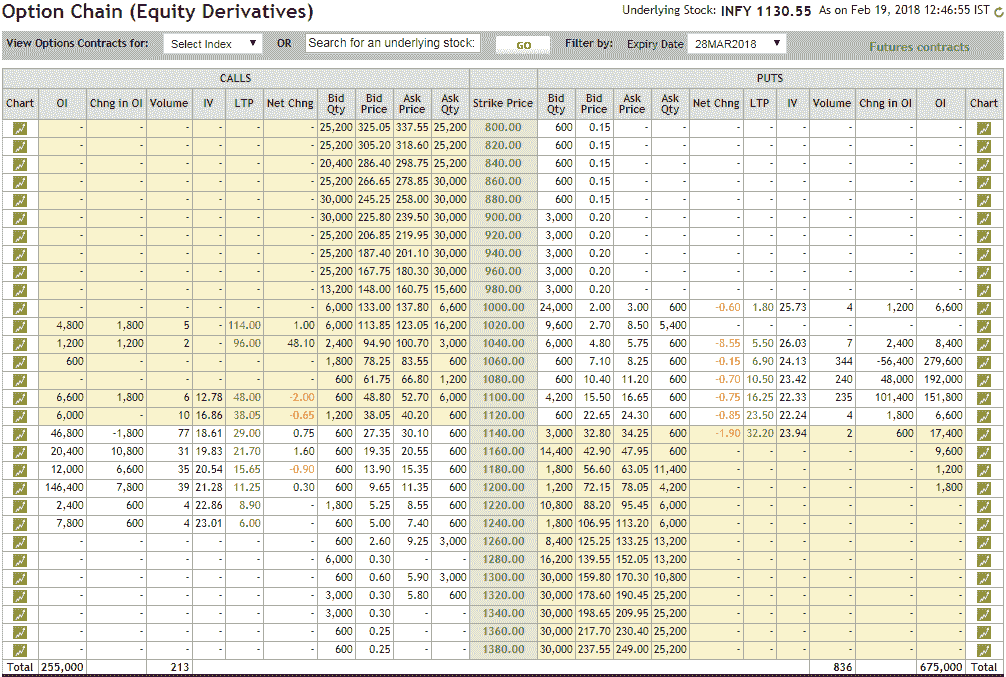 Option Chain (Equity Derivatives)
Underlying Stock: INFY 1130.55 As on Feb 19, 2018 12:46:55 IST
View Options Contracts for: Select Index OR Search for an underlying stock: GO Filter by: Expiry Date 28MAR2018 Futures contracts
CALLS PUTS
Chart OI Chng in OI Volume IV LTP Net Chng Bid Qty Bid Price Ask Price Ask Qty Strike Price Bid Qty Bid Price Ask Price Ask Qty Net Chng LTP IV Volume Chng in OI OI Chart
- - - - - - 25,200 325.05 337.55 25,200 800.00 600 0.15 - - - - - - - -
- - - - - - 25,200 305.20 318.60 25,200 820.00 600 0.15 - - - - - - - -
- - - - - - 20,400 286.40 298.75 25,200 840.00 600 0.15 - - - - - - - -
- - - - - - 25,200 266.65 278.85 30,000 860.00 600 0.15 - - - - - - - -
- - - - - - 30,000 245.25 258.00 30,000 880.00 600 0.15 - - - - - - - -
- - - - - - 30,000 225.80 239.50 30,000 900.00 3,000 0.20 - - - - - - - -
- - - - - - 25,200 206.85 219.95 30,000 920.00 3,000 0.20 - - - - - - - -
- - - - - - 25,200 187.40 201.10 30,000 940.00 3,000 0.20 - - - - - - - -
- - - - - - 25,200 167.75 180.30 30,000 960.00 3,000 0.20 - - - - - - - -
- - - - - - 13,200 148.00 160.75 15,600 980.00 3,000 0.20 - - - - - - - -
- - - - - - 6,000 133.00 137.80 6,600 1000.00 24,000 2.00 3.00 600 -0.60 1.80 25.73 4 1,200 6,600
4,800 1,800 5 - 114.00 1.00 6,000 113.85 123.05 16,200 1020.00 9,600 2.70 8.50 5,400 - - - - - -
1,200 1,200 2 - 96.00 48.10 2,400 94.90 100.70 3,000 1040.00 6,000 4.80 5.75 600 -8.55 5.50 26.03 7 2,400 8,400
600 - - - - - 1,800 78.25 83.55 600 1060.00 600 7.10 8.25 600 -0.15 6.90 24.13 344 -56,400 279,600
- - - - - - 600 61.75 66.80 1,200 1080.00 600 10.40 11.20 600 -0.70 10.50 23.42 240 48,000 192,000
6,600 1,800 6 12.78 48.00 -2.00 600 48.80 52.70 6,000 1100.00 4,200 15.50 16.65 600 -0.75 16.25 22.33 235 101,400 151,800
6,000 - 10 16.86 38.05 -0.65 1,200 38.05 40.20 600 1120.00 600 22.65 24.30 600 -0.85 23.50 22.24 4 1,800 6,600
46,800 -1,800 77 18.61 29.00 0.75 600 27.35 30.10 600 1140.00 3,000 32.80 34.25 600 -1.90 32.20 23.94 2 600 17,400
20,400 10,800 31 19.83 21.70 1.60 600 19.35 20.55 600 1160.00 14,400 42.90 47.95 600 - - - - - 9,600
12,000 6,600 35 20.54 15.65 -0.90 600 13.90 15.35 600 1180.00 1,800 56.60 63.05 11,400 - - - - - 1,200
146,400 7,800 39 21.28 11.25 0.30 600 9.65 11.35 600 1200.00 1,200 72.15 78.05 4,200 - - - - - 1,800
2,400 600 4 22.86 8.90 - 1,800 5.25 8.55 600 1220.00 10,800 88.20 95.45 6,000 - - - - - -
7,800 600 4 23.01 6.00 - 600 5.00 7.40 600 1240.00 1,800 106.95 113.20 6,000 - - - - - -
- - - - - - 600 2.60 9.25 3,000 1260.00 8,400 125.25 133.25 13,200 - - - - - -
- - - - - - 6,000 0.30 - - 1280.00 16,200 139.55 152.05 13,200 - - - - - -
- - - - - - 600 0.60 5.90 3,000 1300.00 30,000 159.80 170.30 10,800 - - - - - -
- - - - - - 3,000 0.30 5.80 600 1320.00 30,000 178.60 190.45 25,200 - - - - - -
- - - - - - 3,000 0.30 - - 1340.00 30,000 198.65 209.95 25,200 - - - - - -
- - - - - - 600 0.25 - - 1360.00 30,000 217.70 230.40 25,200 - - - - - -
- - - - - - 600 0.25 - - 1380.00 30,000 237.55 249.00 25,200 - - - - - -
Total 255,000 213 836 675,000 Total